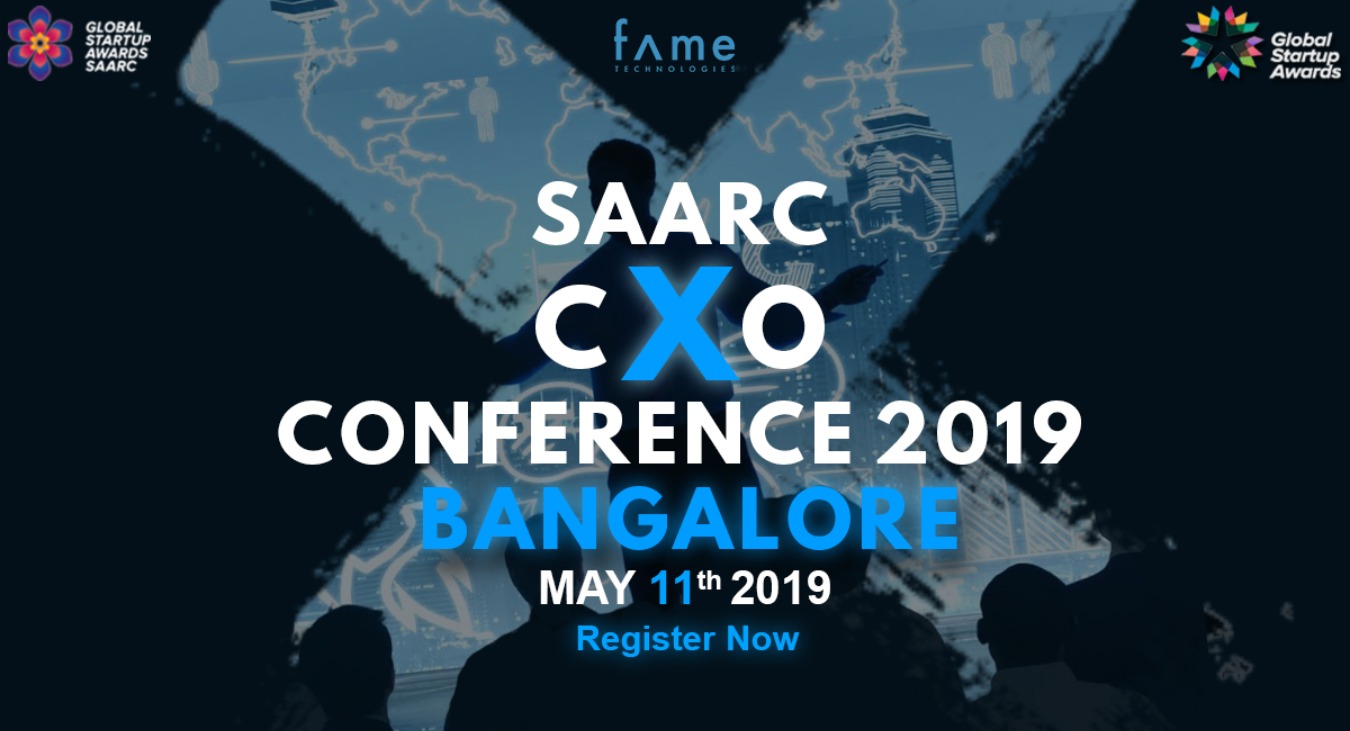 GLOBAL
STARTUP
AWARDS
SAARC
fame
TECHNOLOGIES
Global
Startup
Awards
SAARC
CXO
CONFERENCE 2019
BANGALORE
MAY 11th 2019
Register Now